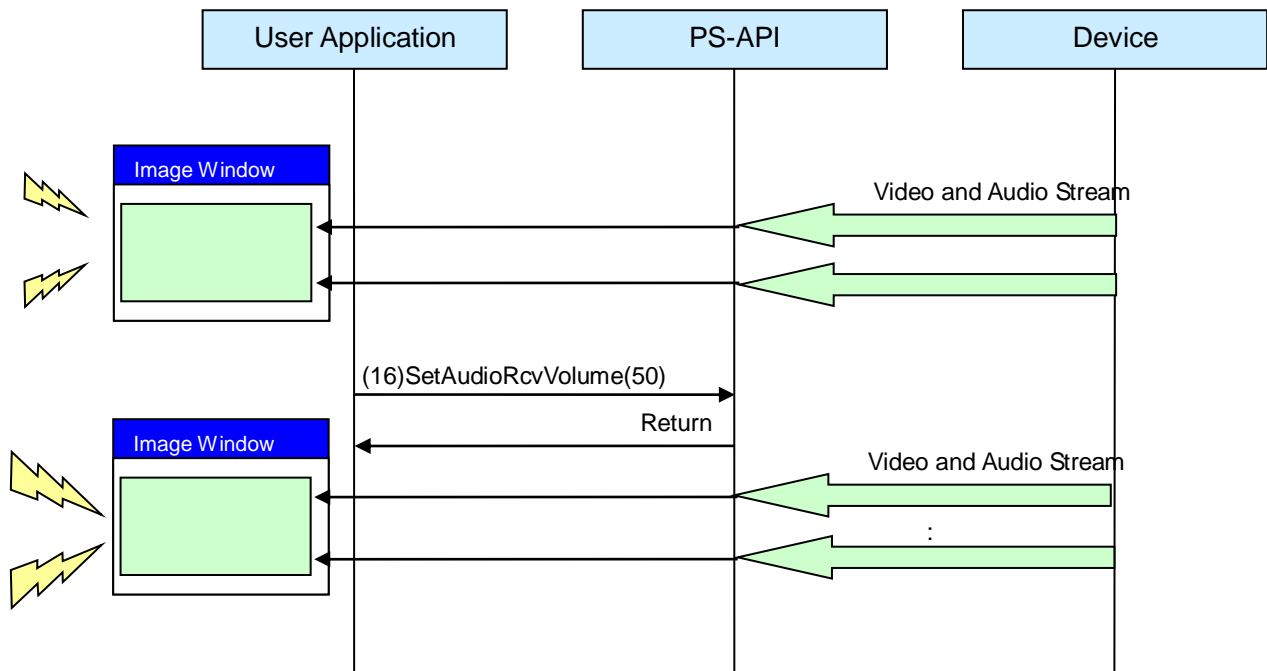 User Application
PS-API
Device
Image Window
Video and Audio Stream
(16)SetAudioRcvVolume(50)
Return
Image Window
Video and Audio Stream
: